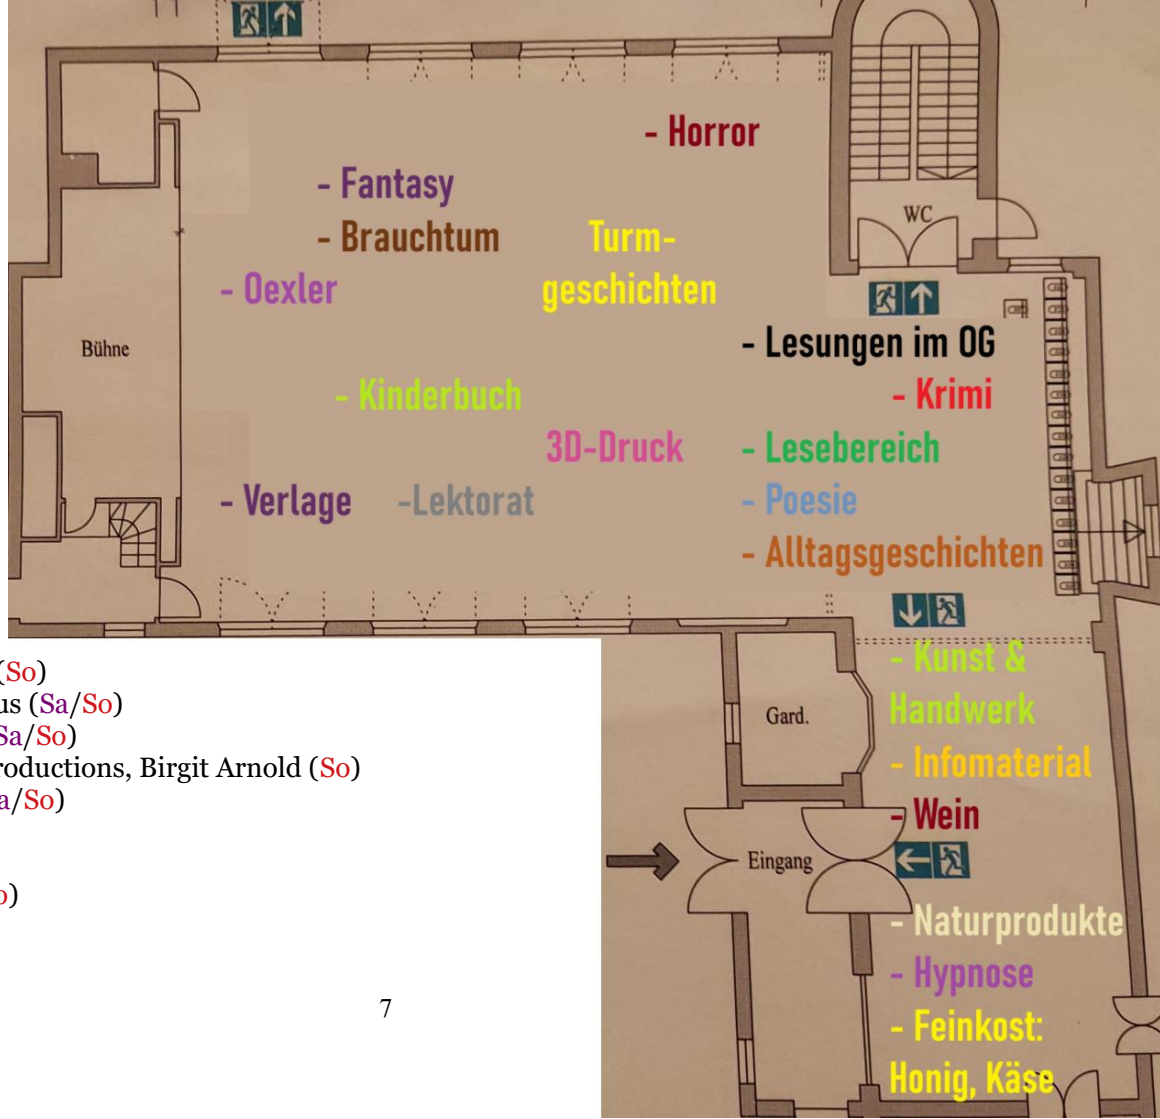 - Horror
- Fantasy
WC
- Brauchtum
Turm-
geschichten
- Oexler
Bühne
- Lesungen im OG
- Kinderbuch
- Krimi
3D-Druck
- Lesebereich
- Verlage
-Lektorat
- Poesie
- Alltagsgeschichten
(So)
us (Sa/So)
Sa/So)
roductions, Birgit Arnold (So)
a/So)
o)
7
Gard.
Eingang
- Kunst &
Handwerk
- Infomaterial
- Wein
- Naturprodukte
- Hypnose
- Feinkost:
Honig, Käse